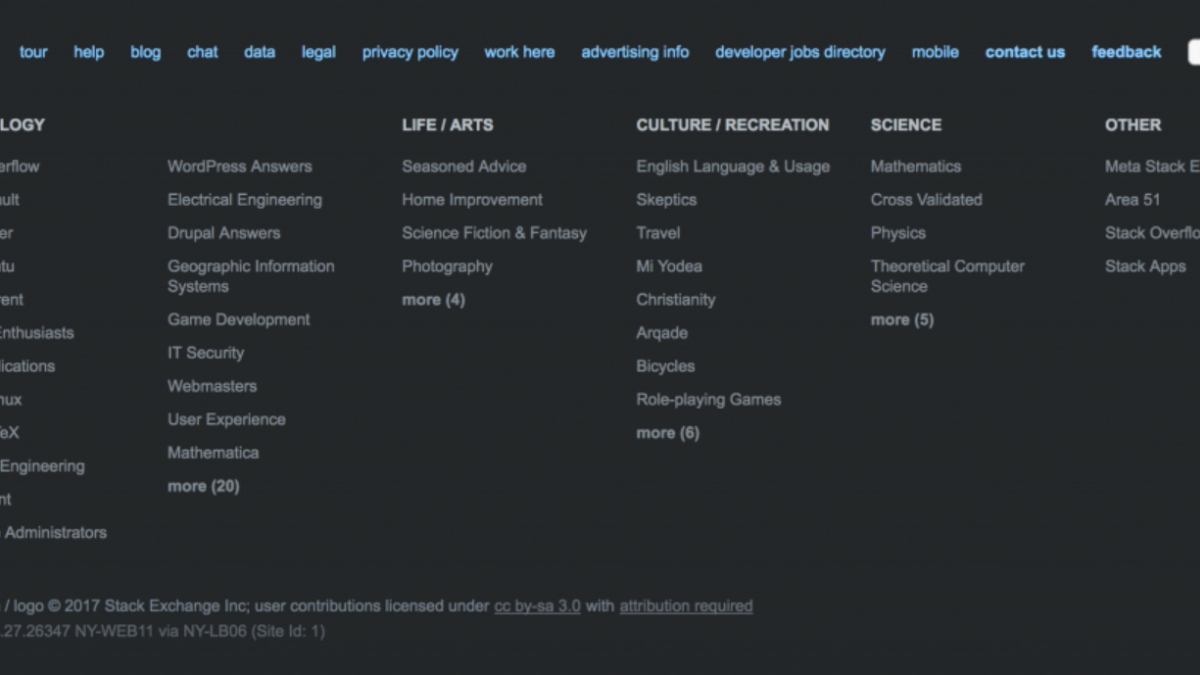 tour help blog chat data legal privacy policy work here advertising info developer jobs directory mobile contact us feedback
LOGY
erflow
ult
er
tu
rent
Enthusiasts
lications
nux
eX
Engineering
nt
Administrators
WordPress Answers
Electrical Engineering
Drupal Answers
Geographic Information
Systems
Game Development
IT Security
Webmasters
User Experience
Mathematica
more (20)
LIFE / ARTS
Seasoned Advice
Home Improvement
Science Fiction & Fantasy
Photography
more (4)
CULTURE / RECREATION
English Language & Usage
Skeptics
Travel
Mi Yodea
Christianity
Arqade
Bicycles
Role-playing Games
more (6)
SCIENCE
Mathematics
Cross Validated
Physics
Theoretical Computer
Science
more (5)
OTHER
Meta Stack E
Area 51
Stack Overflo
Stack Apps
/ logo © 2017 Stack Exchange Inc; user contributions licensed under cc by-sa 3.0 with attribution required
.27.26347 NY-WEB11 via NY-LB06 (Site Id: 1)